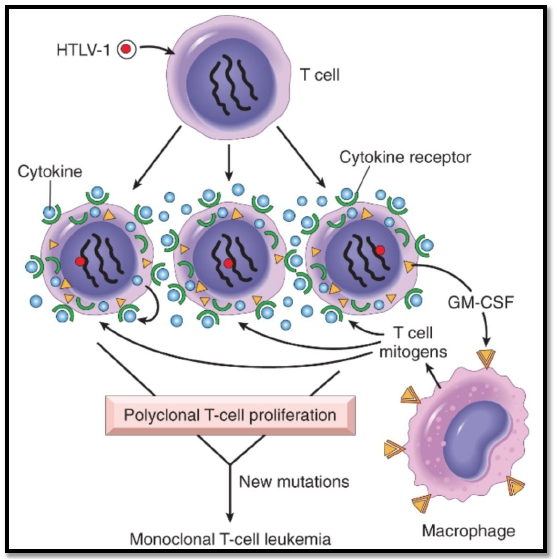 HTLV-1
T cell
Cytokine
Cytokine receptor
GM-CSF
T cell
mitogens
Polyclonal T-cell proliferation
New mutations
Monoclonal T-cell leukemia
Macrophage